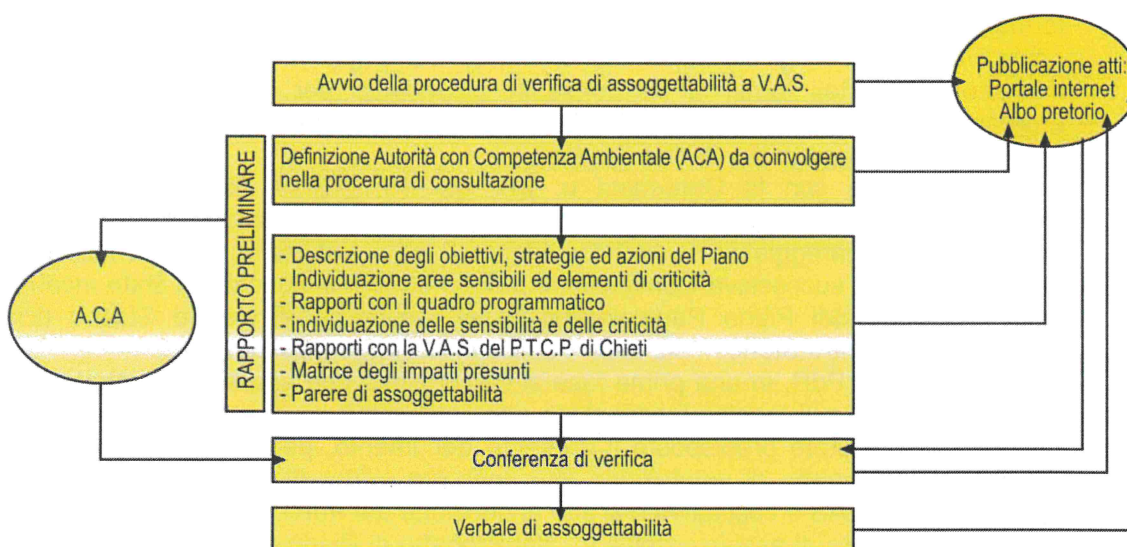 Avvio della procedura di verifica di assoggettabilità a V.A.S.
Pubblicazione atti:
Portale internet
Albo pretorio
RAPPORTO PRELIMINARE
Definizione Autorità con Competenza Ambientale (ACA) da coinvolgere
nella procerura di consultazione
A.C.A
- Descrizione degli obiettivi, strategie ed azioni del Piano
- Individuazione aree sensibili ed elementi di criticità
- Rapporti con il quadro programmatico
- individuazione delle sensibilità e delle criticità
- Rapporti con la V.A.S. del P.T.C.P. di Chieti
- Matrice degli impatti presunti
- Parere di assoggettabilità
Conferenza di verifica
Verbale di assoggettabilità